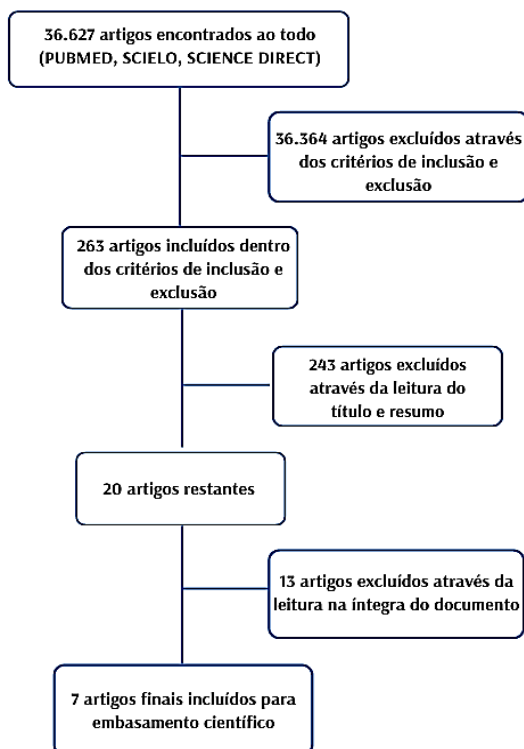 36.627 artigos encontrados ao todo
(PUBMED, SCIELO, SCIENCE DIRECT)
36.364 artigos excluídos através
dos critérios de inclusão e
exclusão
263 artigos incluídos dentro
dos critérios de inclusão e
exclusão
243 artigos excluídos
através da leitura do
título e resumo
20 artigos restantes
13 artigos excluídos através da
leitura na íntegra do documento
7 artigos finais incluídos para
embasamento científico